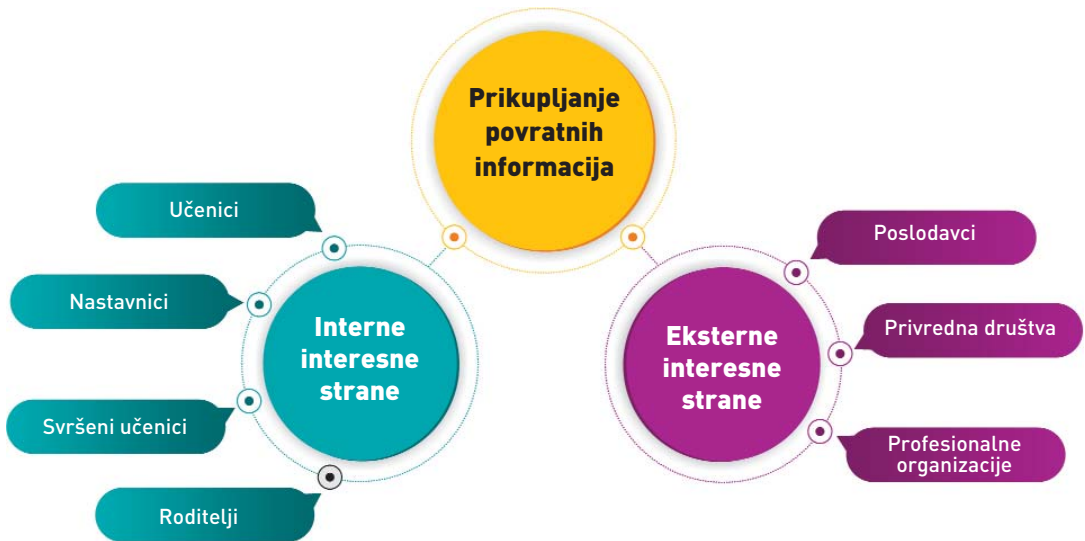 Prikupljanje
povratnih
informacija
Učenici
Nastavnici
Svršeni učenici
Roditelji
Interne
interesne
strane
Eksterne
interesne
strane
Poslodavci
Privredna društva
Profesionalne
organizacije